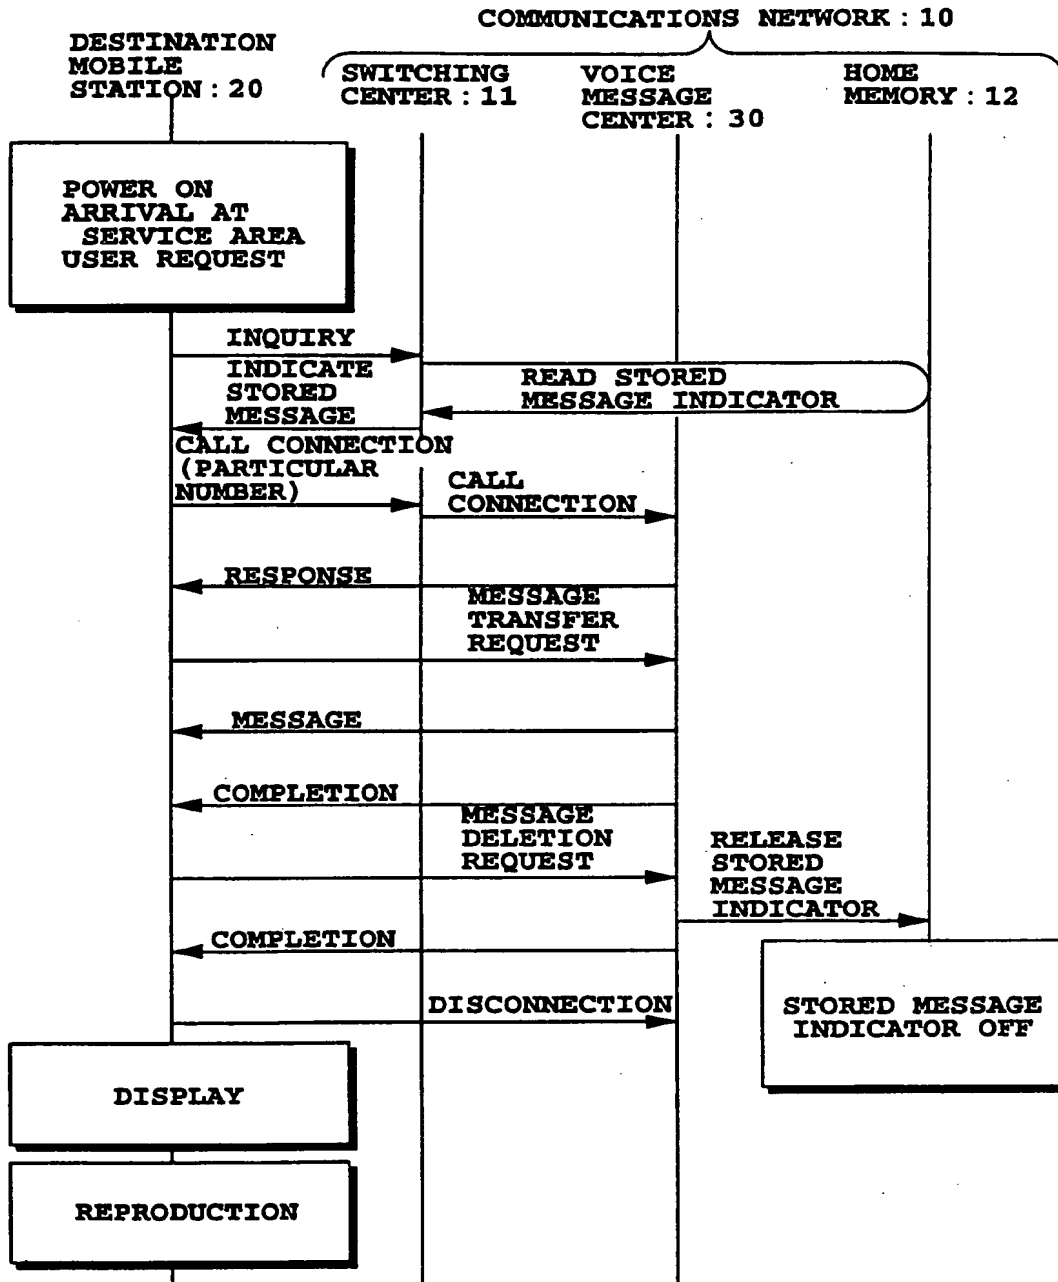 COMMUNICATIONS NETWORK : 10
DESTINATION
MOBILE
STATION : 20
SWITCHING
CENTER : 11
VOICE
MESSAGE
CENTER : 30
HOME
MEMORY : 12
POWER ON
ARRIVAL AT
SERVICE AREA
USER REQUEST
INQUIRY
INDICATE
STORED
MESSAGE
READ STORED
MESSAGE INDICATOR
CALL CONNECTION
(PARTICULAR
NUMBER)
CALL
CONNECTION
RESPONSE
MESSAGE
TRANSFER
REQUEST
MESSAGE
COMPLETION
MESSAGE
DELETION
REQUEST
RELEASE
STORED
MESSAGE
INDICATOR
COMPLETION
DISCONNECTION
STORED MESSAGE
INDICATOR OFF
DISPLAY
REPRODUCTION